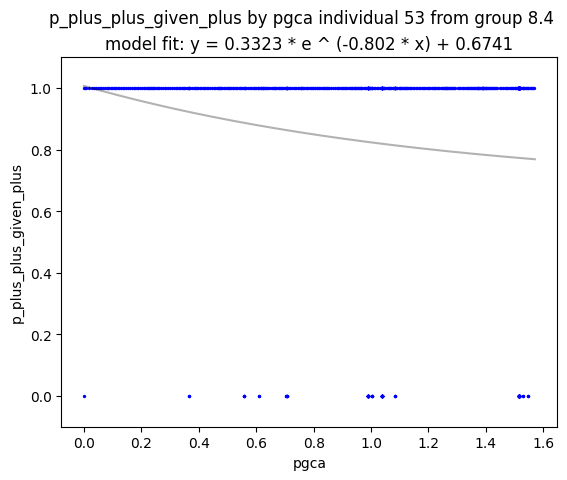 p_plus_plus_given_plus by pgca individual 53 from group 8.4
model fit: y = 0.3323 * e ^ (-0.802 * x) + 0.6741
1.0
0.8
0.6
0.4
0.2
0.0
p_plus_plus_given_plus
0.0 0.2 0.4 0.6 0.8 1.0 1.2 1.4 1.6
pgca